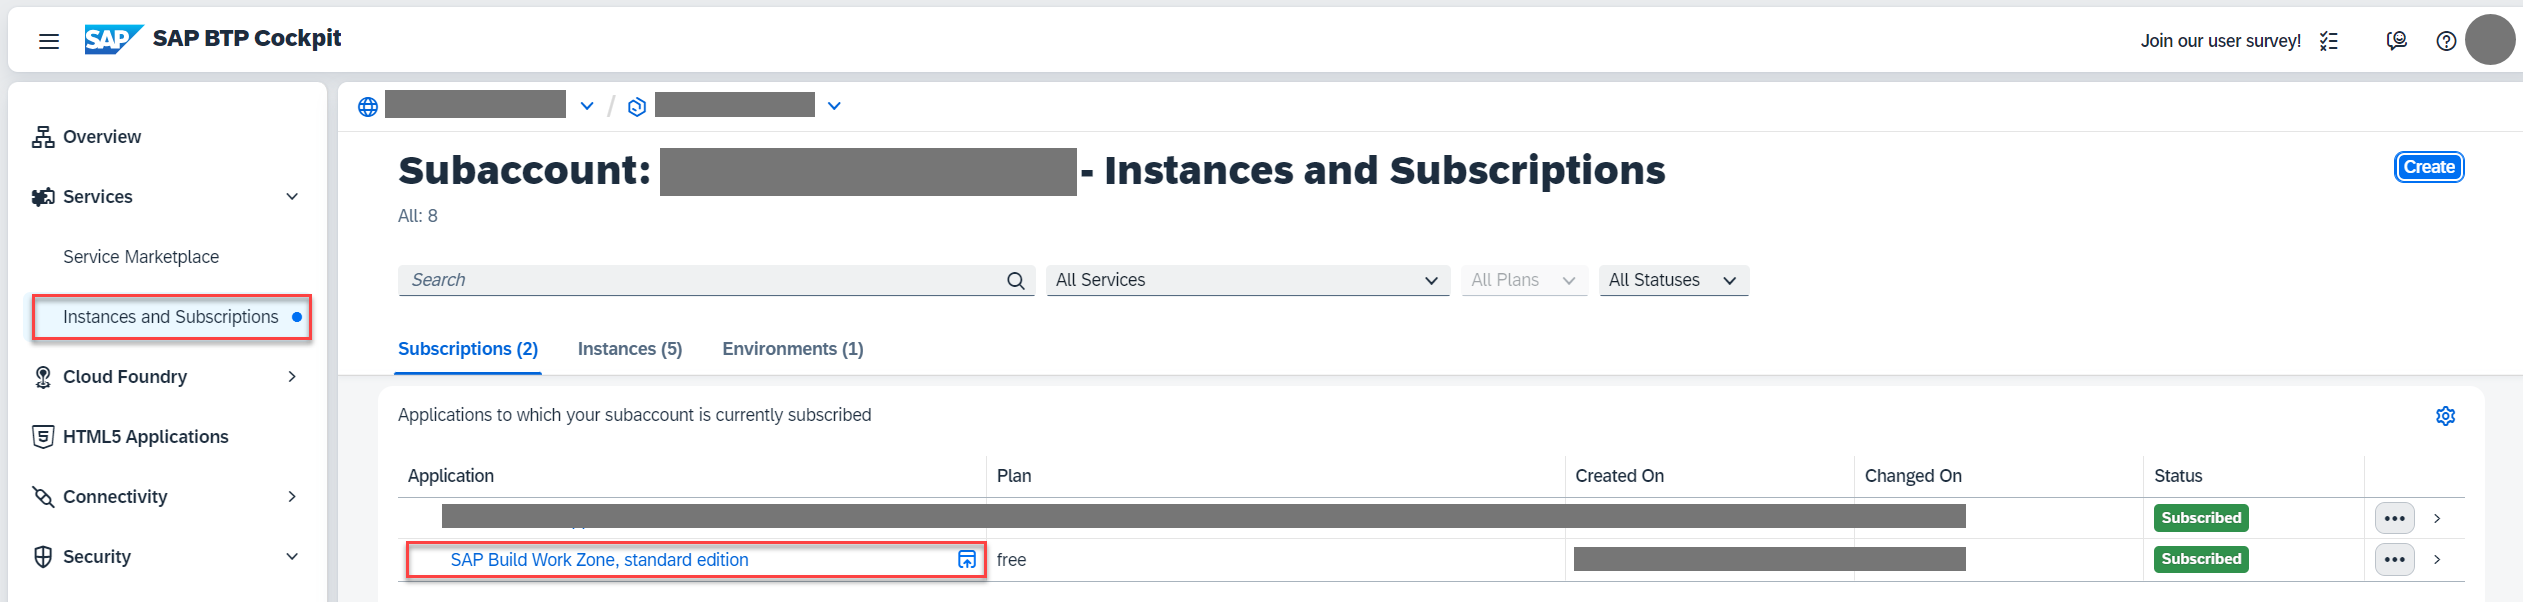 SAP SAP BTP Cockpit
Join our user survey!
Overview
Services
Service Marketplace
Instances and Subscriptions
Cloud Foundry
HTML5 Applications
Connectivity
Security
/
Subaccount: - Instances and Subscriptions
Create
All: 8
Search
All Services
All Plans
All Statuses
Subscriptions (2) Instances (5) Environments (1)
Applications to which your subaccount is currently subscribed
Application Plan Created On Changed On Status
Subscribed
SAP Build Work Zone, standard edition free Subscribed